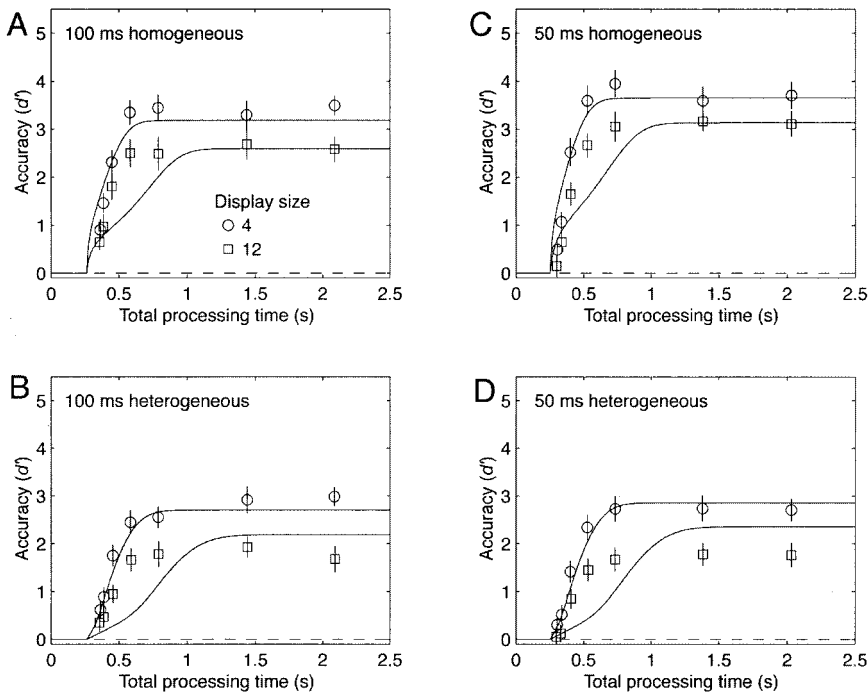 A
100 ms homogeneous
Accuracy (d')
5
4
3
2
1
0
Display size
4
12
0 0.5 1 1.5 2 2.5
Total processing time (s)
C
50 ms homogeneous
Accuracy (d')
5
4
3
2
1
0
0 0.5 1 1.5 2 2.5
Total processing time (s)
B
100 ms heterogeneous
Accuracy (d')
5
4
3
2
1
0
0 0.5 1 1.5 2 2.5
Total processing time (s)
D
50 ms heterogeneous
Accuracy (d')
5
4
3
2
1
0
0 0.5 1 1.5 2 2.5
Total processing time (s)